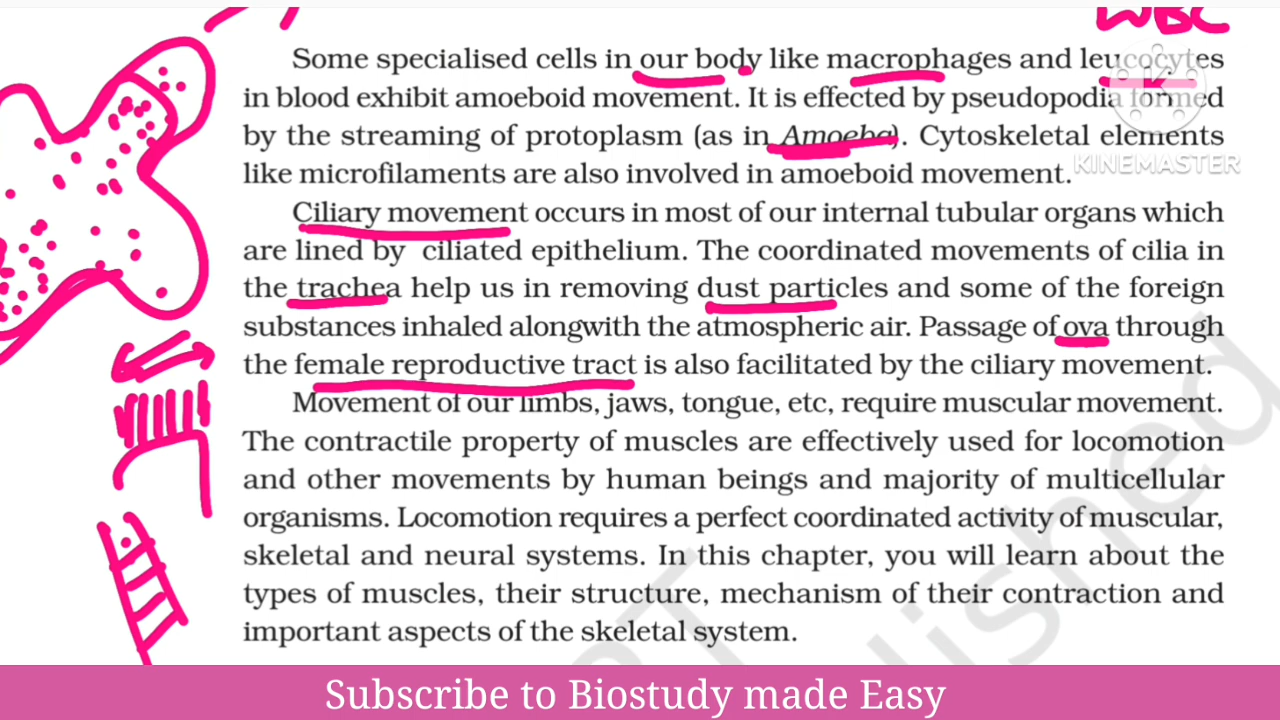 WBC
Some specialised cells in our body like macrophages and leucocytes
in blood exhibit amoeboid movement. It is effected by pseudopodia formed
by the streaming of protoplasm (as in Amoeba). Cytoskeletal elements
KINEMASTER
like microfilaments are also involved in amoeboid movement.
Ciliary movement occurs in most of our internal tubular organs which
are lined by ciliated epithelium. The coordinated movements of cilia in
the trachea help us in removing dust particles and some of the foreign
substances inhaled alongwith the atmospheric air. Passage of ova through
the female reproductive tract is also facilitated by the ciliary movement.
Movement of our limbs, jaws, tongue, etc, require muscular movement.
The contractile property of muscles are effectively used for locomotion
and other movements by human beings and majority of multicellular
organisms. Locomotion requires a perfect coordinated activity of muscular,
skeletal and neural systems. In this chapter, you will learn about the
types of muscles, their structure, mechanism of their contraction and
important aspects of the skeletal system.
Subscribe to Biostudy made Easy